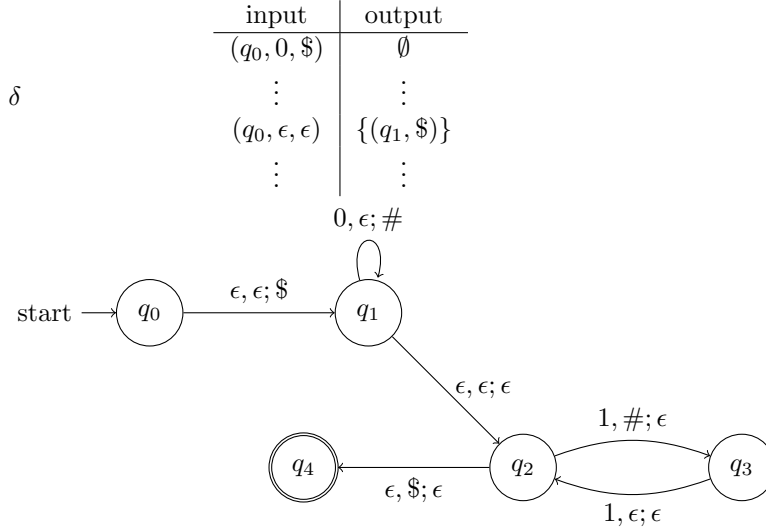 input output
(q₀, 0, $) ∅
⋮ ⋮
δ
(q₀, ϵ, ϵ) {(q₁, $)}
⋮ ⋮
0, ϵ; #
start q₀ ϵ, ϵ; $ q₁
ϵ, ϵ; ϵ
1, #; ϵ
q₄ ϵ, $; ϵ q₂ q₃
1, ϵ; ϵ